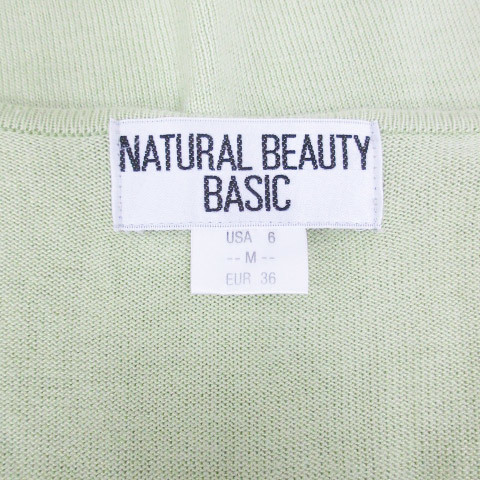 NATURAL BEAUTY
BASIC
USA 6
-- M --
EUR 36